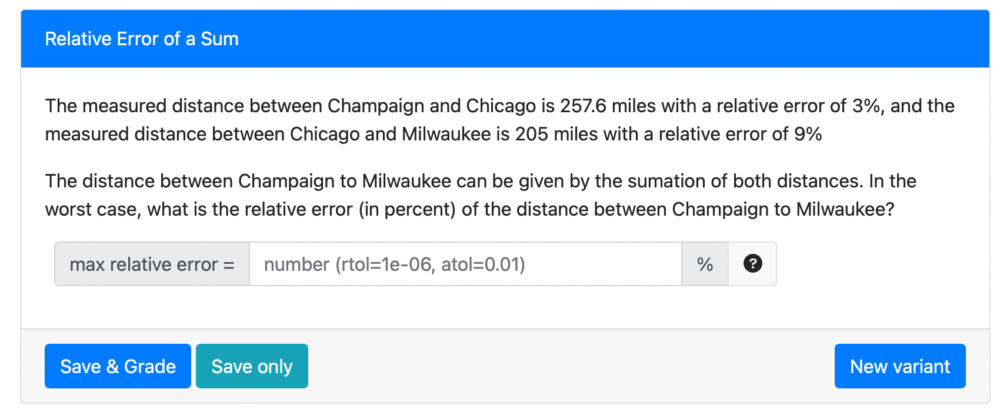 Relative Error of a Sum
The measured distance between Champaign and Chicago is 257.6 miles with a relative error of 3%, and the
measured distance between Chicago and Milwaukee is 205 miles with a relative error of 9%
The distance between Champaign to Milwaukee can be given by the sumation of both distances. In the
worst case, what is the relative error (in percent) of the distance between Champaign to Milwaukee?
max relative error = number (rtol=1e-06, atol=0.01) % ?
Save & Grade Save only New variant